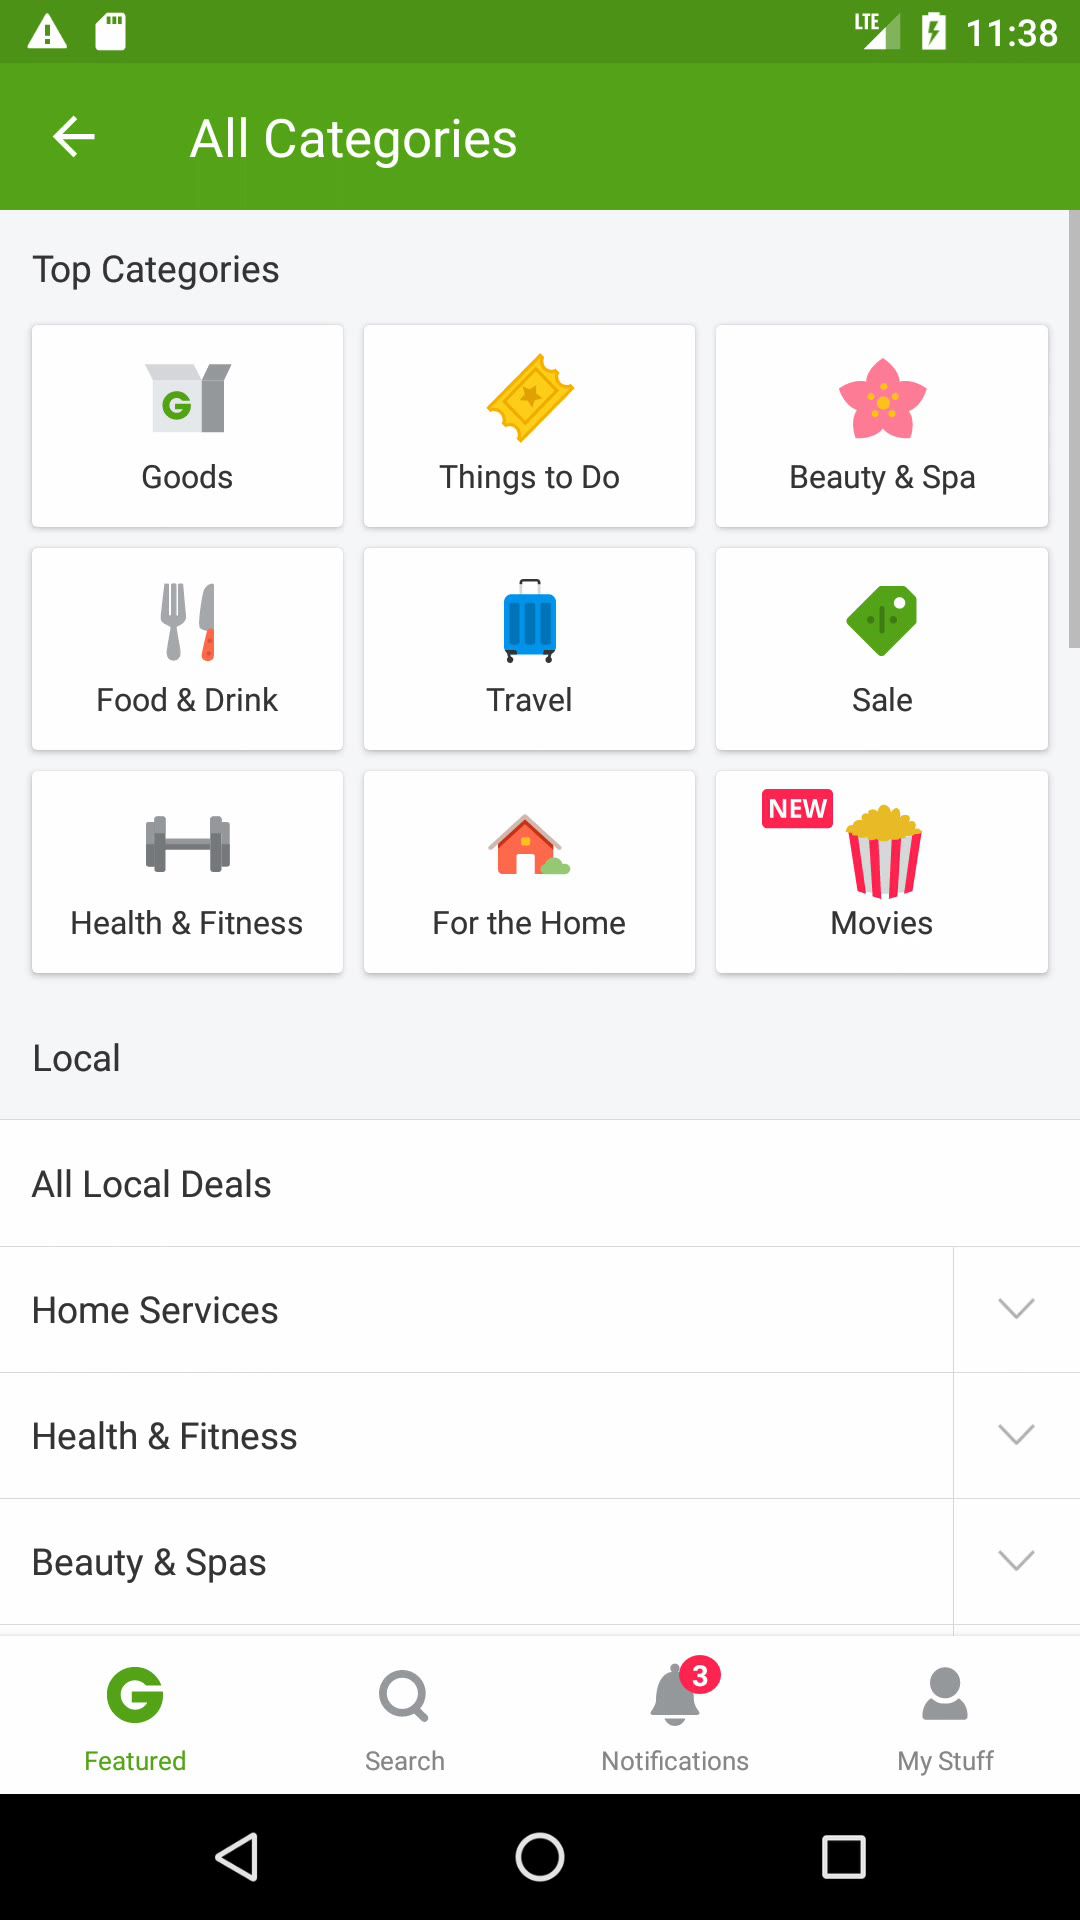 LTE 11:38
All Categories
Top Categories
G
Goods
Things to Do
Beauty & Spa
Food & Drink
Travel
Sale
Health & Fitness
For the Home
NEW
Movies
Local
All Local Deals
Home Services
Health & Fitness
Beauty & Spas
G
3
Featured
Search
Notifications
My Stuff